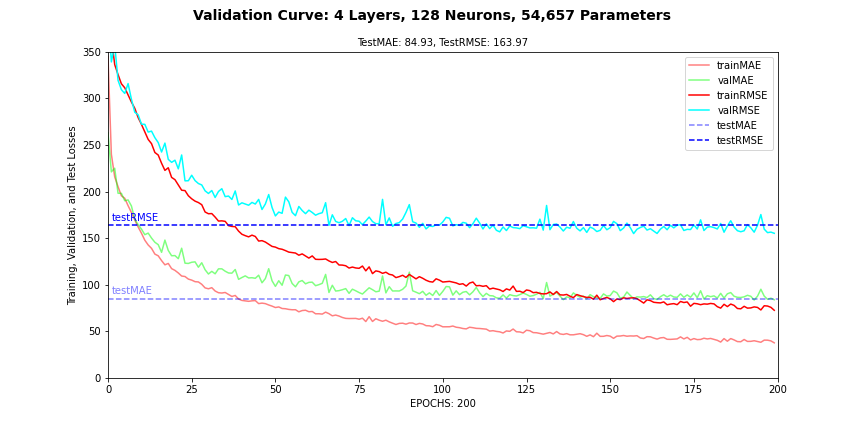 Validation Curve: 4 Layers, 128 Neurons, 54,657 Parameters
TestMAE: 84.93, TestRMSE: 163.97
Training, Validation, and Test Losses
350
300
250
200
150
100
50
0
testRMSE
testMAE
trainMAE
valMAE
trainRMSE
valRMSE
testMAE
testRMSE
0 25 50 75 100 125 150 175 200
EPOCHS: 200